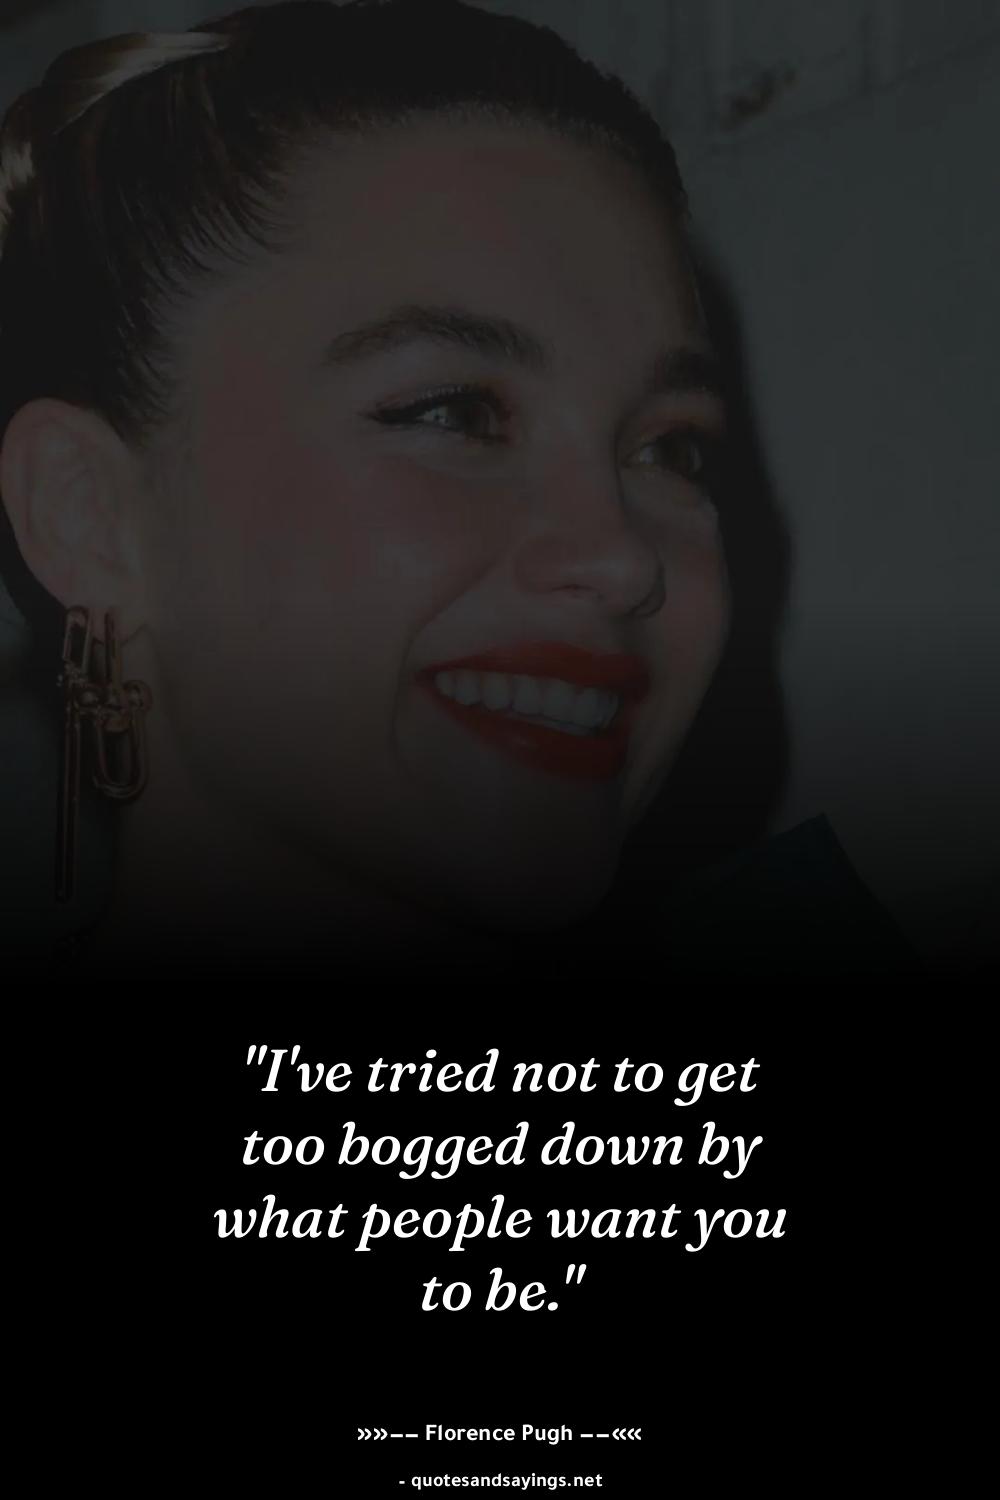 "I've tried not to get
too bogged down by
what people want you
to be."
»»–– Florence Pugh ––««
- quotesandsayings.net